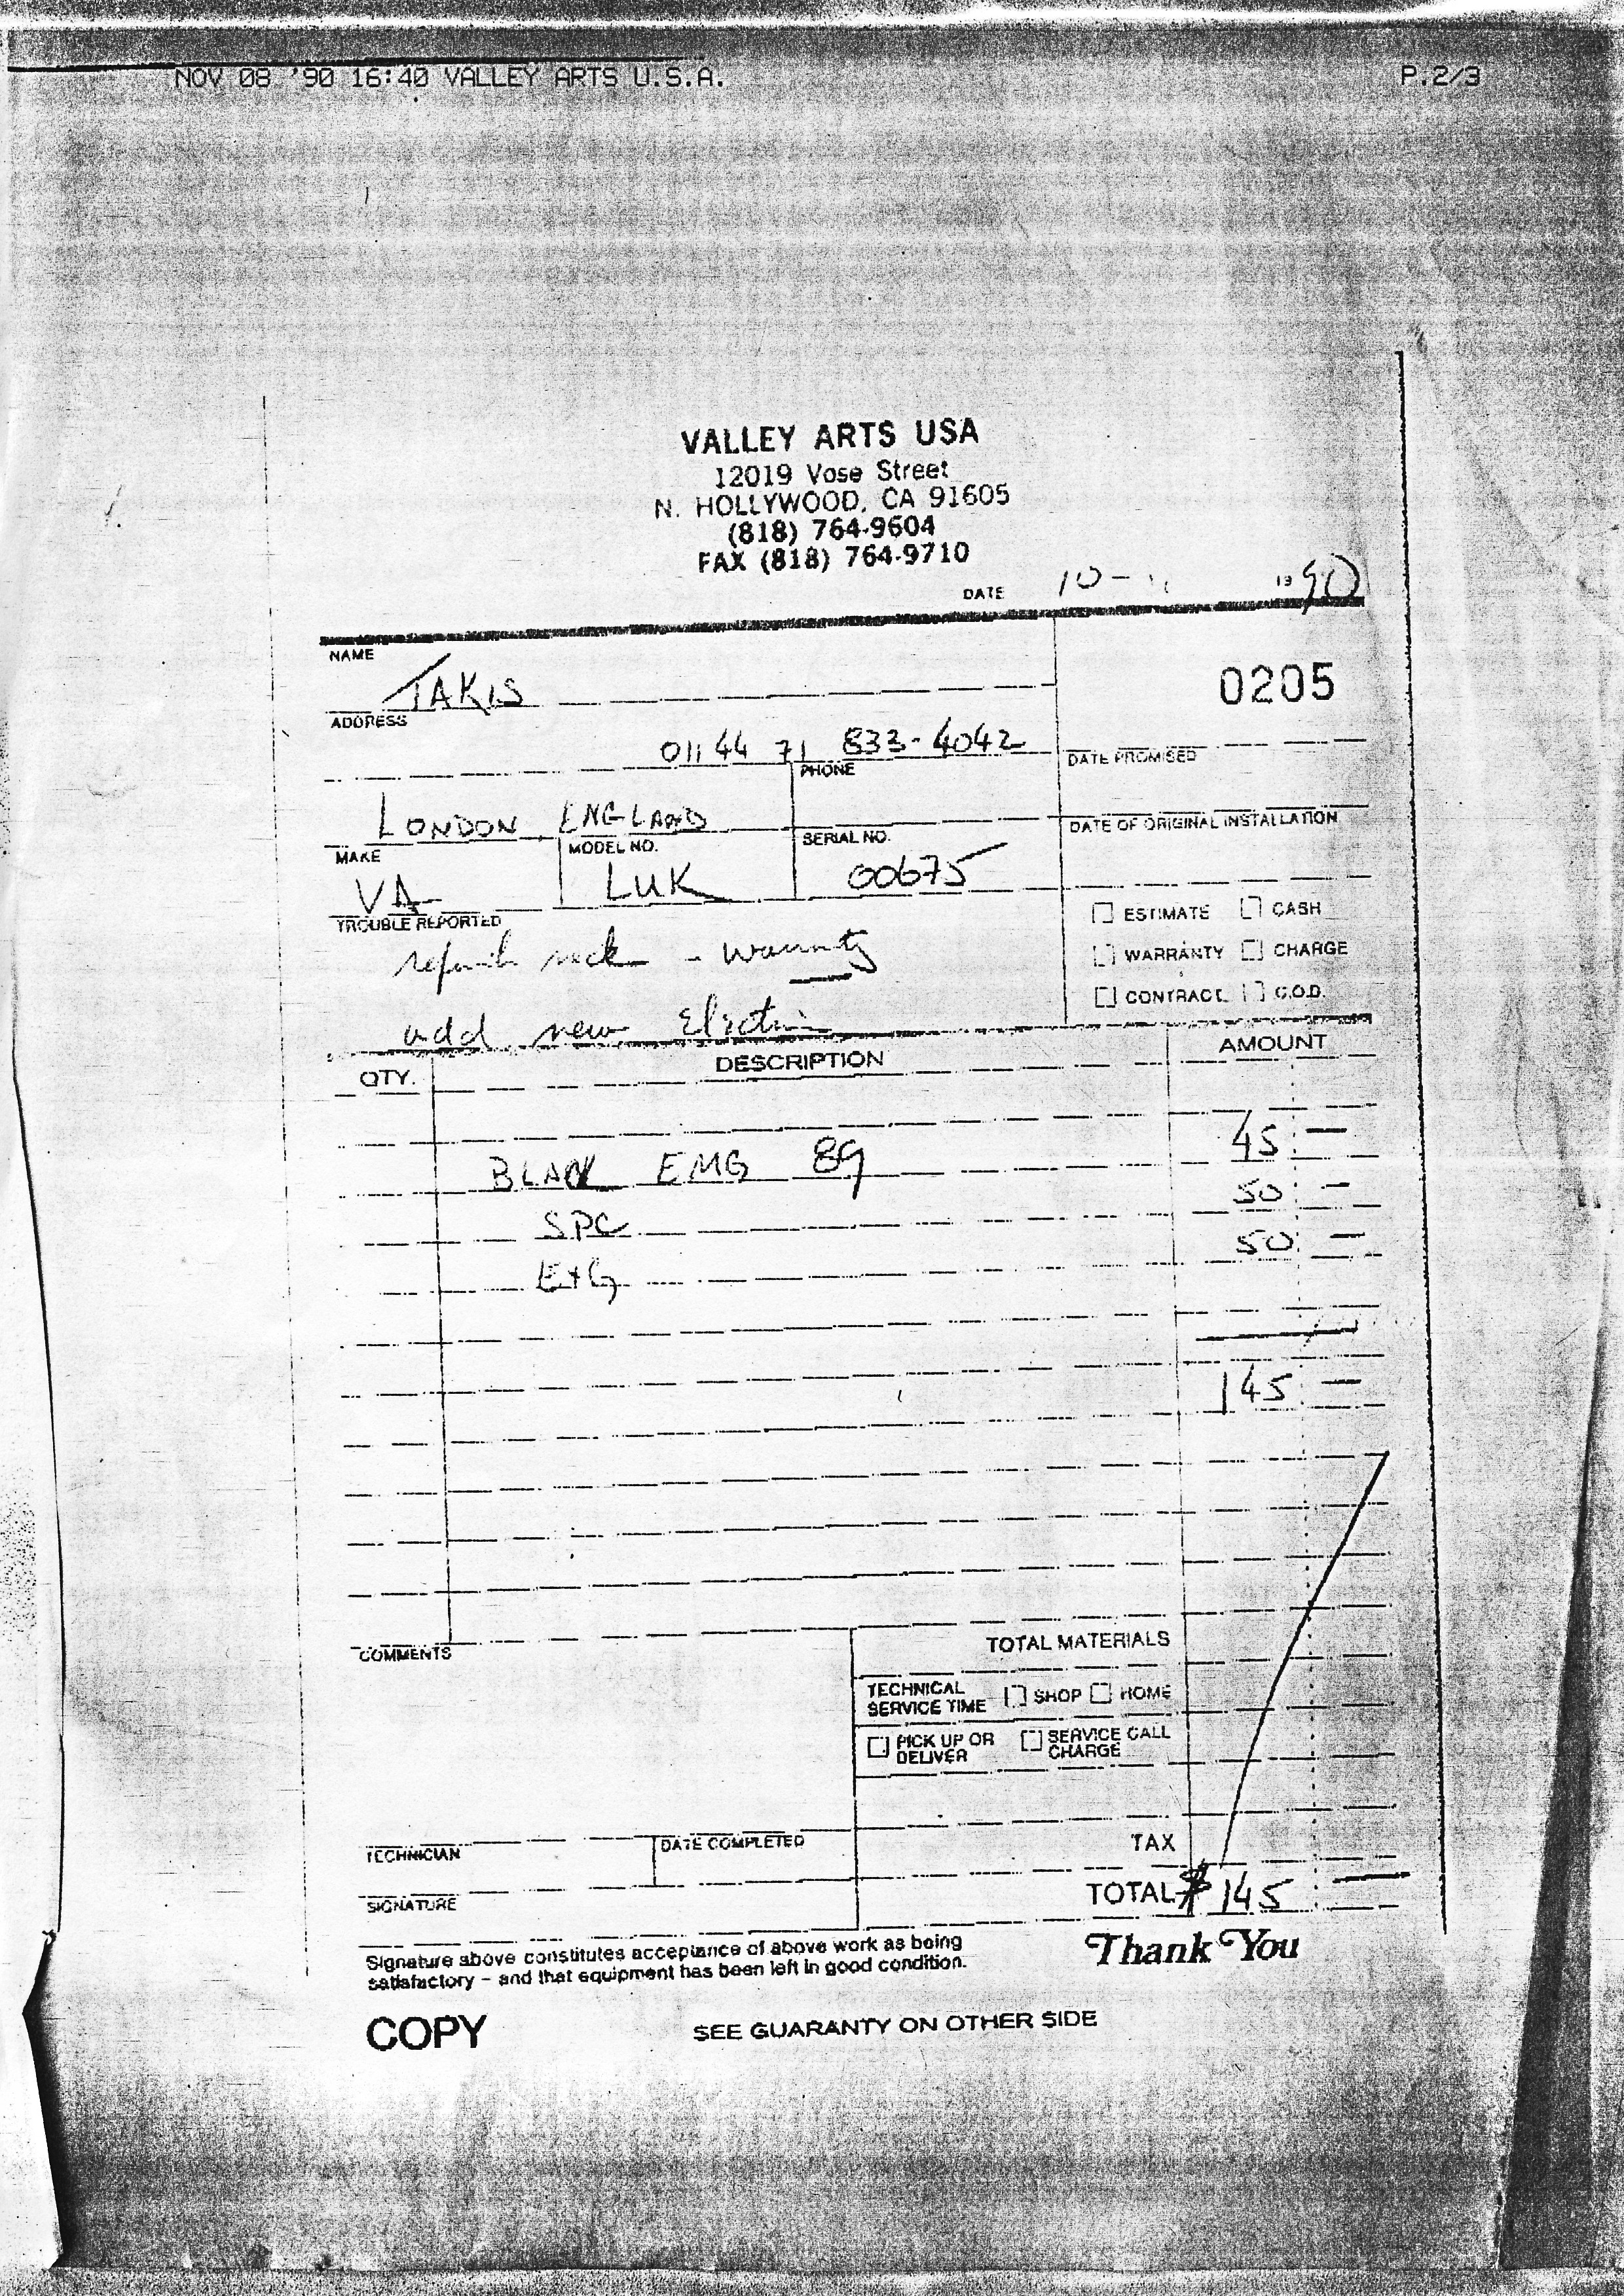 NOV 08 '90 16:40 VALLEY ARTS U.S.A. P.2/3
VALLEY ARTS USA
12019 Vose Street
N. HOLLYWOOD, CA 91605
(818) 764-9604
FAX (818) 764-9710
DATE 10- 1990
NAME
TAKIS
0205
ADDRESS
011 44 71 833-4042
PHONE
DATE PROMISED
LONDON, ENGLAND
DATE OF ORIGINAL INSTALLATION
MAKE MODEL NO. SERIAL NO.
VA LUK 00675
TROUBLE REPORTED
ESTIMATE CASH
refinish neck - warranty
WARRANTY CHARGE
CONTRACT C.O.D.
add new
QTY. DESCRIPTION AMOUNT
BLACK EMG 89 45 —
SPC 50 —
EXG 50 —
145 —
COMMENTS
TOTAL MATERIALS
TECHNICAL SERVICE TIME SHOP HOME
PICK UP OR DELIVER SERVICE CALL CHARGE
TECHNICIAN DATE COMPLETED
TAX
SIGNATURE
TOTAL $145 —
Signature above constitutes acceptance of above work as being
satisfactory – and that equipment has been left in good condition.
Thank You
COPY SEE GUARANTY ON OTHER SIDE